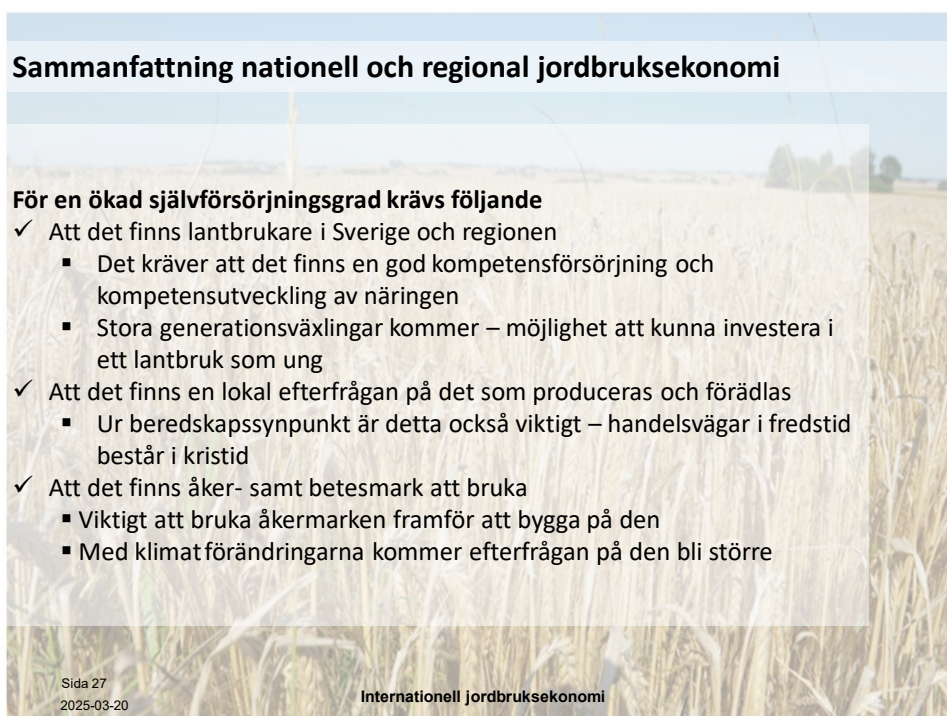 Sammanfattning nationell och regional jordbruksekonomi
För en ökad självförsörjningsgrad krävs följande
✓ Att det finns lantbrukare i Sverige och regionen
▪ Det kräver att det finns en god kompetensförsörjning och
kompetensutveckling av näringen
▪ Stora generationsväxlingar kommer – möjlighet att kunna investera i
ett lantbruk som ung
✓ Att det finns en lokal efterfrågan på det som produceras och förädlas
▪ Ur beredskapssynpunkt är detta också viktigt – handelsvägar i fredstid
består i kristid
✓ Att det finns åker- samt betesmark att bruka
▪ Viktigt att bruka åkermarken framför att bygga på den
▪ Med klimatförändringarna kommer efterfrågan på den bli större
Sida 27
2025-03-20
Internationell jordbruksekonomi